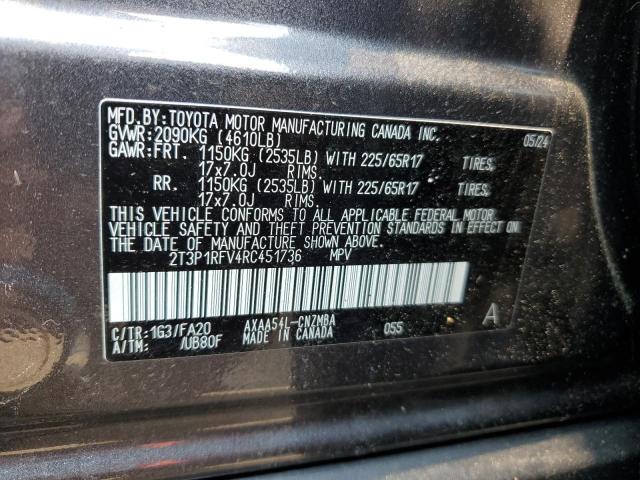 MFD.BY:TOYOTA MOTOR MANUFACTURING CANADA INC.
GVWR:2090KG (4610LB) 05/24
GAWR:FRT. 1150KG (2535LB) WITH 225/65R17 TIRES,
17x7.0J RIMS.
RR. 1150KG (2535LB) WITH 225/65R17 TIRES,
17x7.0J RIMS.
THIS VEHICLE CONFORMS TO ALL APPLICABLE FEDERAL MOTOR
VEHICLE SAFETY AND THEFT PREVENTION STANDARDS IN EFFECT ON
THE DATE OF MANUFACTURE SHOWN ABOVE.
2T3P1RFV4RC451736 MPV
C/TR:1G3/FA20 AXAA54L-CNZMBA 055 A
A/TM: /UB80F MADE IN CANADA